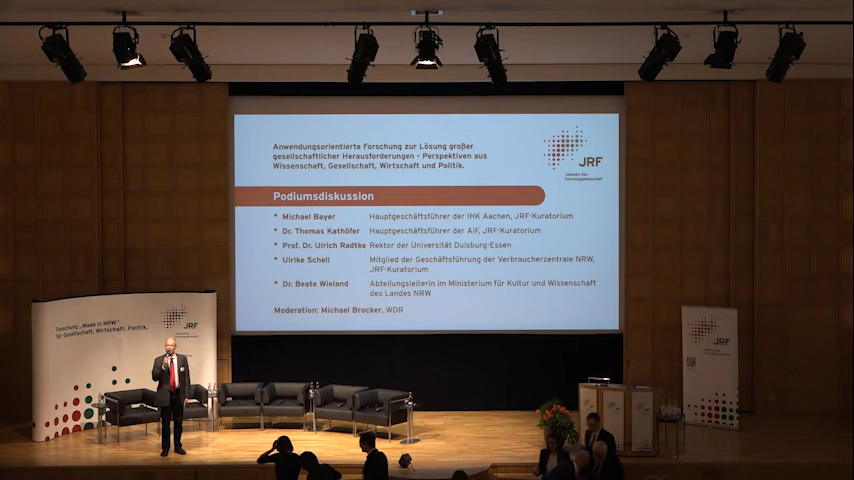 Anwendungsorientierte Forschung zur Lösung großer
gesellschaftlicher Herausforderungen - Perspektiven aus
Wissenschaft, Gesellschaft, Wirtschaft und Politik.
JRF
Johannes-Rau-
Forschungsgemeinschaft
Podiumsdiskussion
* Michael Bayer Hauptgeschäftsführer der IHK Aachen, JRF-Kuratorium
* Dr. Thomas Kathöfer Hauptgeschäftsführer der AiF, JRF-Kuratorium
* Prof. Dr. Ulrich Radtke Rektor der Universität Duisburg-Essen
* Ulrike Schell Mitglied der Geschäftsführung der Verbraucherzentrale NRW,
JRF-Kuratorium
* Dr. Beate Wieland Abteilungsleiterin im Ministerium für Kultur und Wissenschaft
des Landes NRW
Moderation: Michael Brocker, WDR
Forschung „Made in NRW"
für Gesellschaft, Wirtschaft, Politik.
JRF
JRF